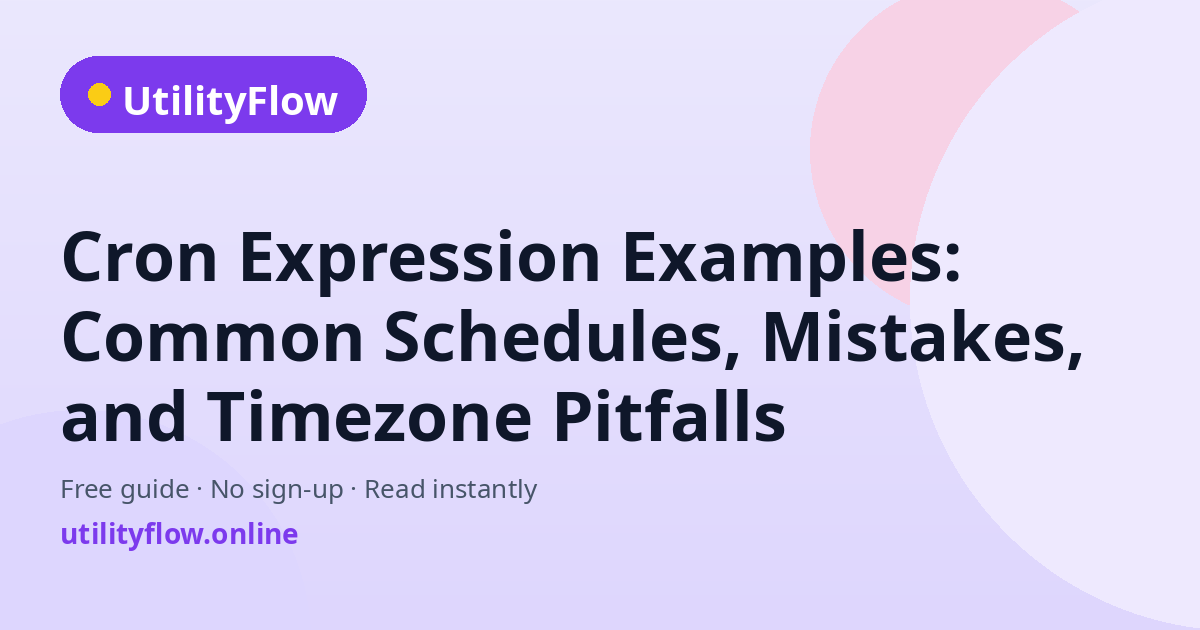 UtilityFlow
Cron Expression Examples:
Common Schedules, Mistakes,
and Timezone Pitfalls
Free guide · No sign-up · Read instantly
utilityflow.online